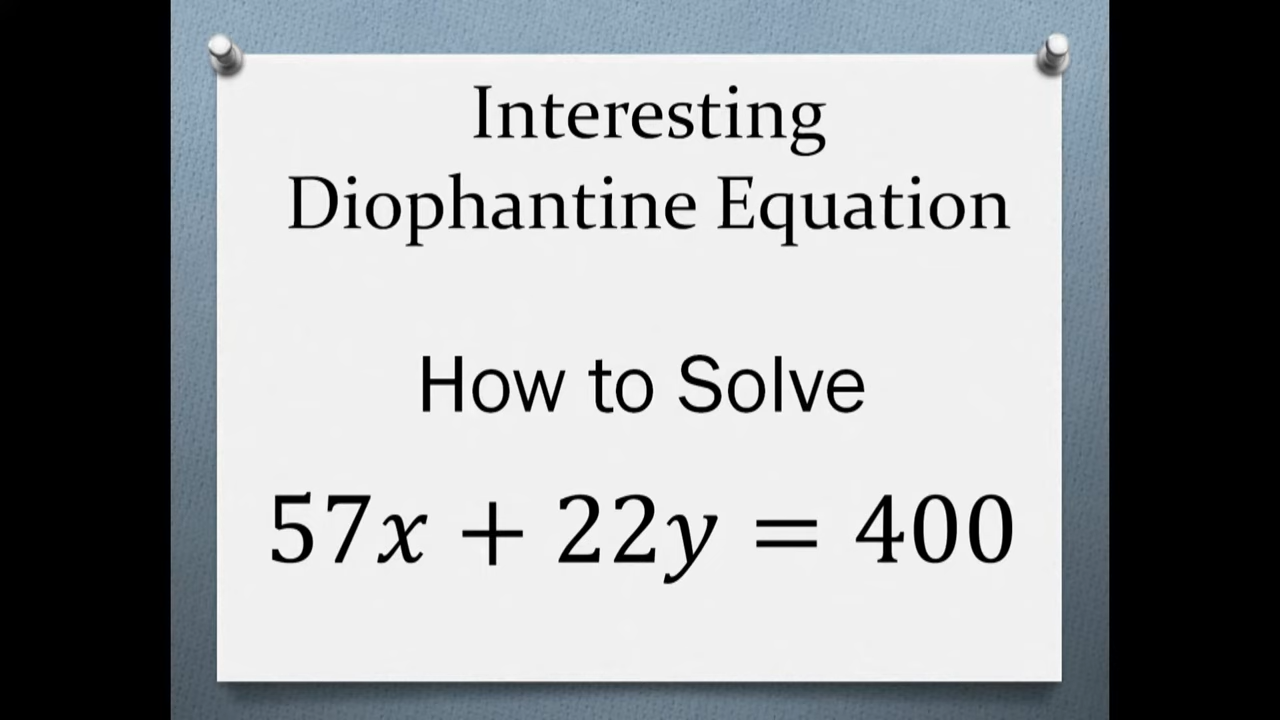 Interesting
Diophantine Equation
How to Solve
57x + 22y = 400